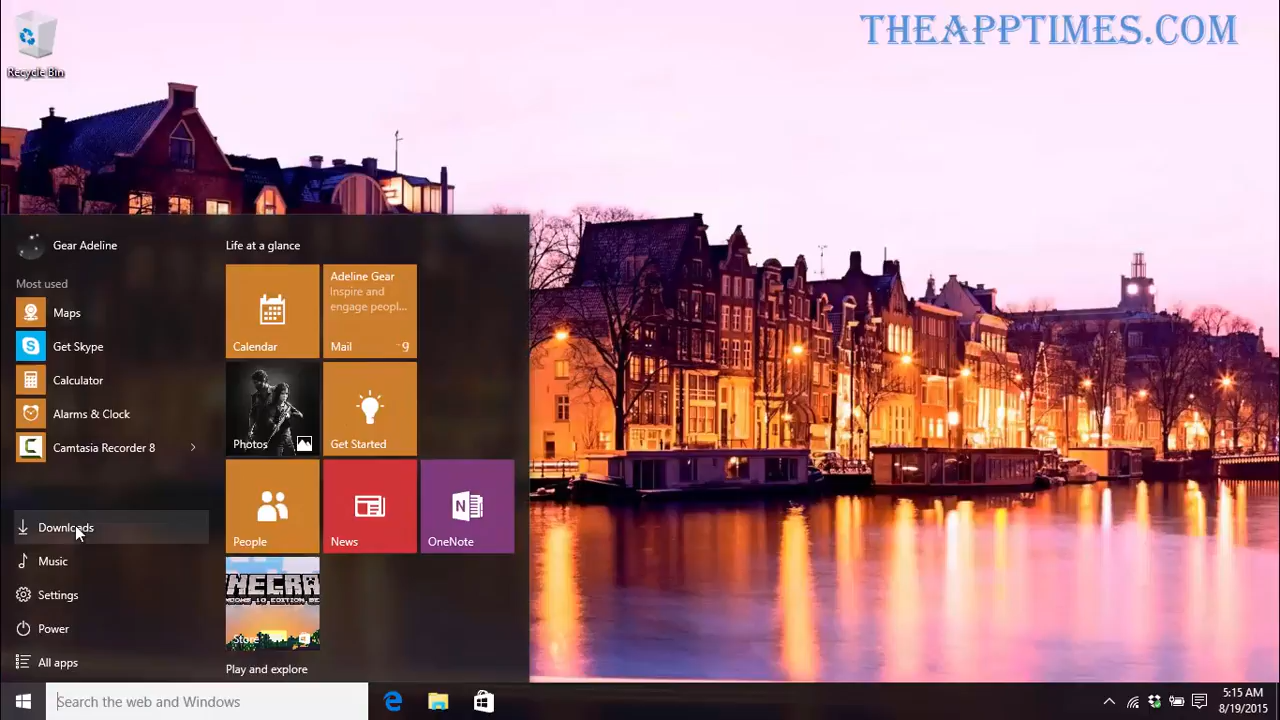 THEAPPTIMES.COM
Recycle Bin
Gear Adeline
Most used
Maps
Get Skype
Calculator
Alarms & Clock
Camtasia Recorder 8
Downloads
Music
Settings
Power
All apps
Life at a glance
Calendar
Adeline Gear
Inspire and
engage peopl...
Mail
Photos
Get Started
People
News
N
OneNote
Store
Play and explore
Search the web and Windows
5:15 AM
8/19/2015